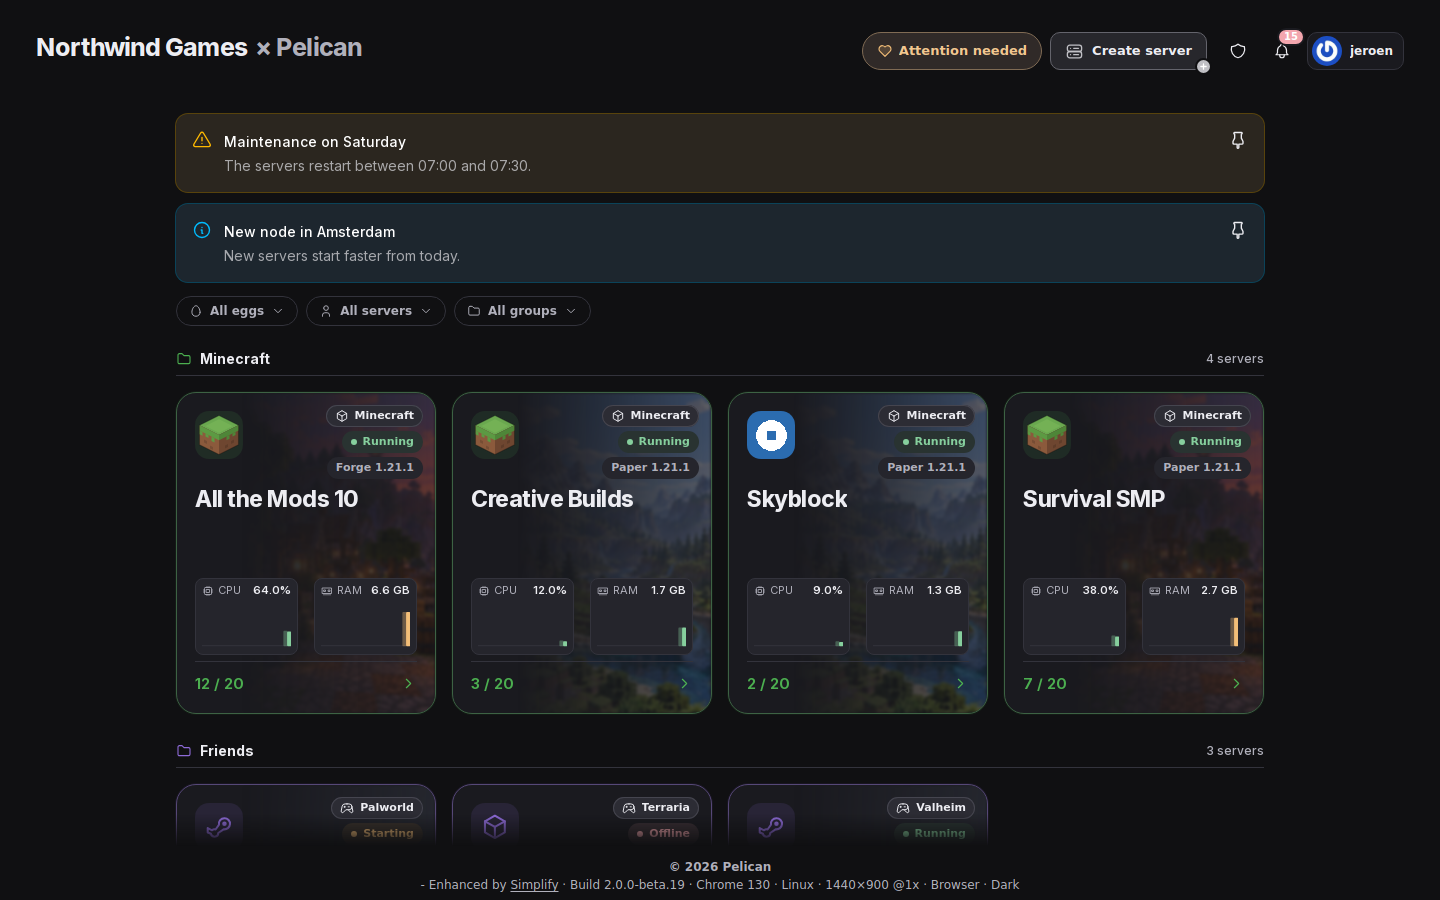 Northwind Games × Pelican
Attention needed
Create server
15
jeroen
Maintenance on Saturday
The servers restart between 07:00 and 07:30.
New node in Amsterdam
New servers start faster from today.
All eggs
All servers
All groups
Minecraft
4 servers
Minecraft
Running
Forge 1.21.1
All the Mods 10
CPU 64.0%
RAM 6.6 GB
12 / 20
Minecraft
Running
Paper 1.21.1
Creative Builds
CPU 12.0%
RAM 1.7 GB
3 / 20
Minecraft
Running
Paper 1.21.1
Skyblock
CPU 9.0%
RAM 1.3 GB
2 / 20
Minecraft
Running
Paper 1.21.1
Survival SMP
CPU 38.0%
RAM 2.7 GB
7 / 20
Friends
3 servers
Palworld
Starting
Terraria
Offline
Valheim
Running
© 2026 Pelican
- Enhanced by Simplify · Build 2.0.0-beta.19 · Chrome 130 · Linux · 1440×900 @1x · Browser · Dark